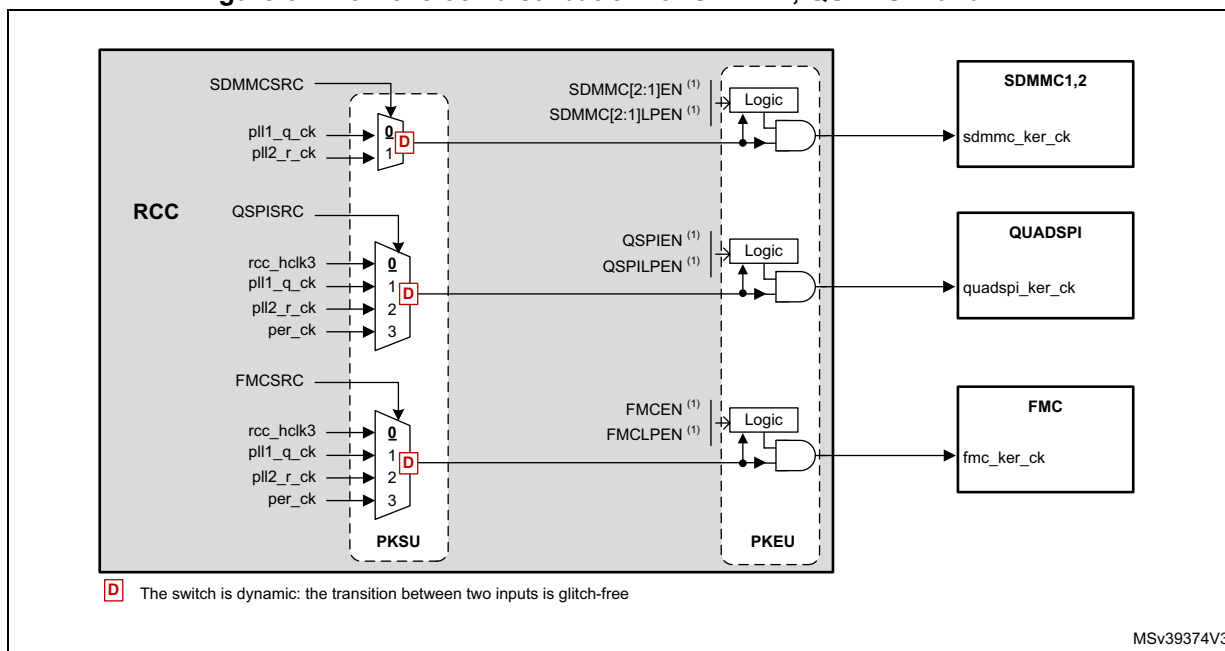 SDMMCSRC
pll1_q_ck
pll2_r_ck
0
1
D
SDMMC[2:1]EN (1)
SDMMC[2:1]LPEN (1)
Logic
SDMMC1,2
sdmmc_ker_ck
RCC
QSPISRC
rcc_hclk3
pll1_q_ck
pll2_r_ck
per_ck
0
1
2
3
D
QSPIEN (1)
QSPILPEN (1)
Logic
QUADSPI
quadspi_ker_ck
FMCSRC
rcc_hclk3
pll1_q_ck
pll2_r_ck
per_ck
0
1
2
3
D
FMCEN (1)
FMCLPEN (1)
Logic
FMC
fmc_ker_ck
PKSU
PKEU
D The switch is dynamic: the transition between two inputs is glitch-free
MSv39374V3